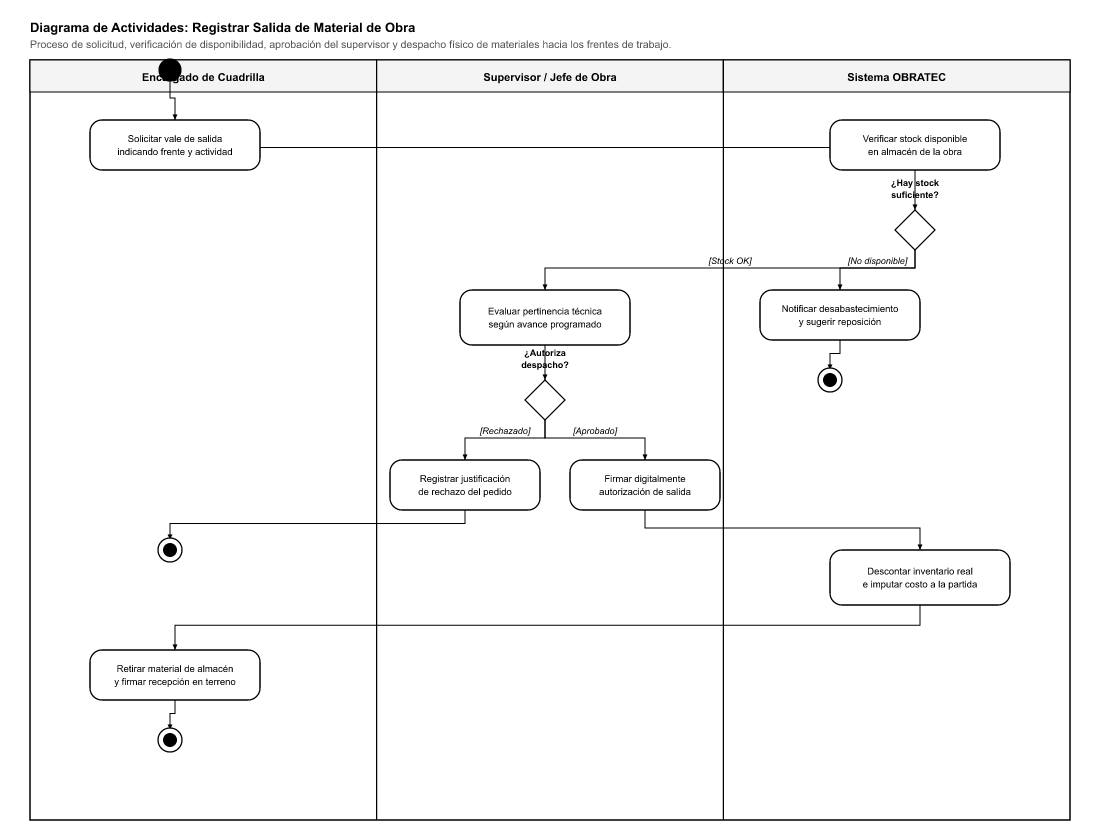 Diagrama de Actividades: Registrar Salida de Material de Obra
Proceso de solicitud, verificación de disponibilidad, aprobación del supervisor y despacho físico de materiales hacia los frentes de trabajo.
Encargado de Cuadrilla
Supervisor / Jefe de Obra
Sistema OBRATEC
Solicitar vale de salida
indicando frente y actividad
Verificar stock disponible
en almacén de la obra
¿Hay stock
suficiente?
[Stock OK]
[No disponible]
Evaluar pertinencia técnica
según avance programado
Notificar desabastecimiento
y sugerir reposición
¿Autoriza
despacho?
[Rechazado]
[Aprobado]
Registrar justificación
de rechazo del pedido
Firmar digitalmente
autorización de salida
Descontar inventario real
e imputar costo a la partida
Retirar material de almacén
y firmar recepción en terreno